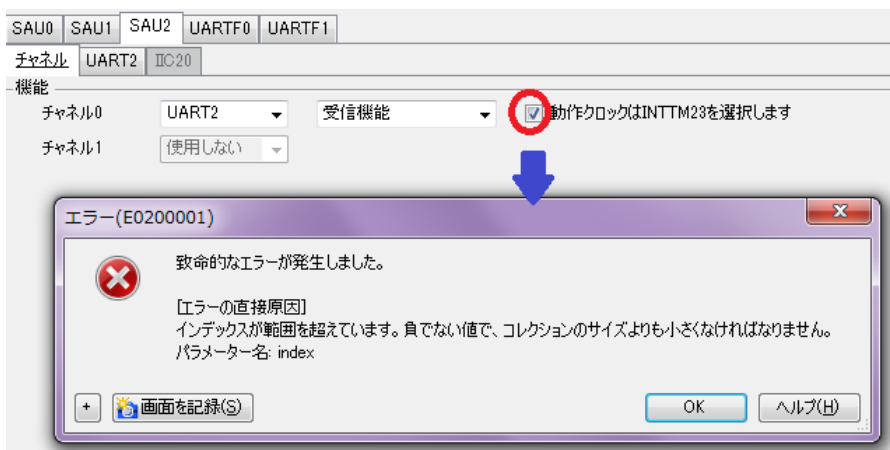 SAU0 SAU1 SAU2 UARTF0 UARTF1
チャネル UART2 IIC20
機能
チャネル0 UART2 受信機能 動作クロックはINTTM23を選択します
チャネル1 使用しない
エラー(E0200001)
致命的なエラーが発生しました。
[エラーの直接原因]
インデックスが範囲を超えています。負でない値で、コレクションのサイズよりも小さくなければなりません。
パラメーター名: index
+ 画面を記録(S) OK ヘルプ(H)